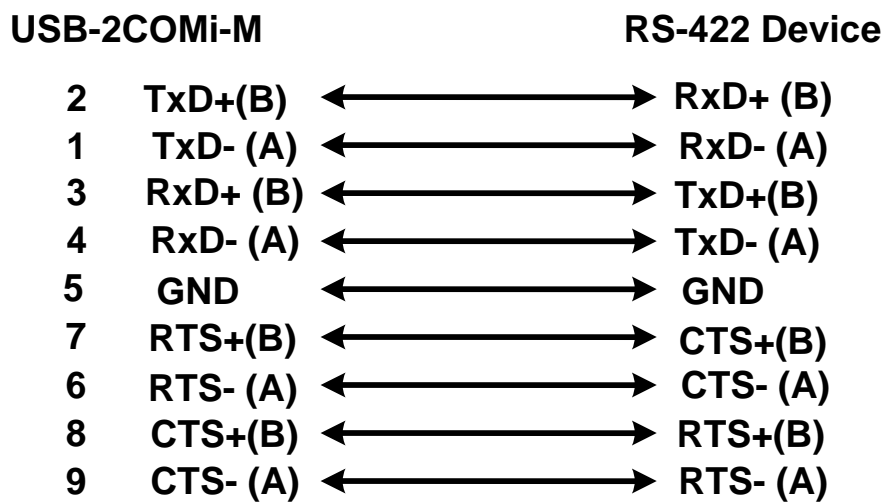 USB-2COMi-M RS-422 Device
2 TxD+(B) RxD+ (B)
1 TxD- (A) RxD- (A)
3 RxD+ (B) TxD+(B)
4 RxD- (A) TxD- (A)
5 GND GND
7 RTS+(B) CTS+(B)
6 RTS- (A) CTS- (A)
8 CTS+(B) RTS+(B)
9 CTS- (A) RTS- (A)